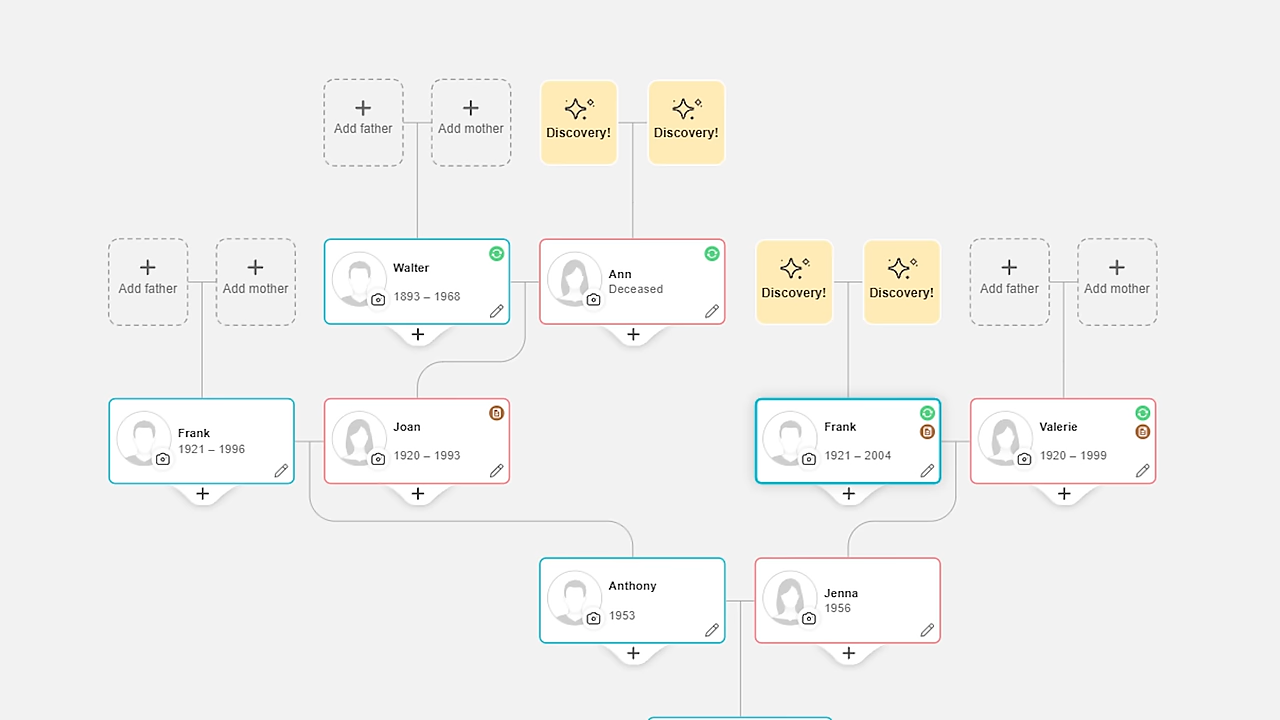 Add father
Add mother
Discovery!
Discovery!
Add father
Add mother
Walter
1893 – 1968
Ann
Deceased
Discovery!
Discovery!
Add father
Add mother
Frank
1921 – 1996
Joan
1920 – 1993
Frank
1921 – 2004
Valerie
1920 – 1999
Anthony
1953
Jenna
1956